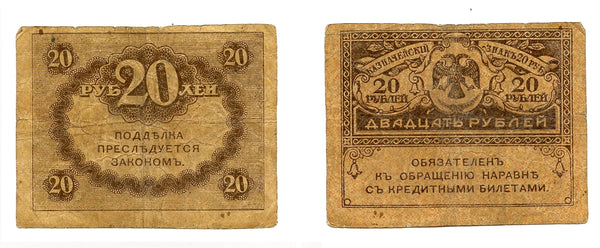 20 20
РУБ 20 ЛЕЙ
ПОДДѢЛКА
ПРЕСЛѢДУЕТСЯ
ЗАКОНОМЪ.
20 20
КАЗНАЧЕЙСКІЙ ЗНАКЪ 20 РУБ.
20 20
РУБЛЕЙ РУБЛЕЙ
ДВАДЦАТЬ РУБЛЕЙ
ОБЯЗАТЕЛЕНЪ
КЪ ОБРАЩЕНІЮ НАРАВНѢ
СЪ КРЕДИТНЫМИ БИЛЕТАМИ.